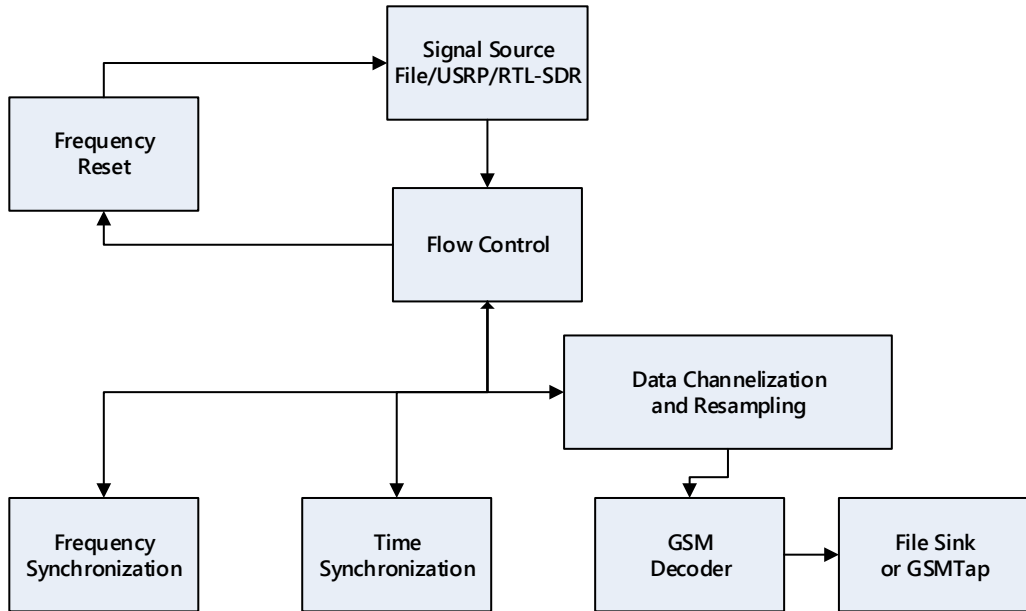 Signal Source
File/USRP/RTL-SDR
Frequency
Reset
Flow Control
Data Channelization
and Resampling
Frequency
Synchronization
Time
Synchronization
GSM
Decoder
File Sink
or GSMTap